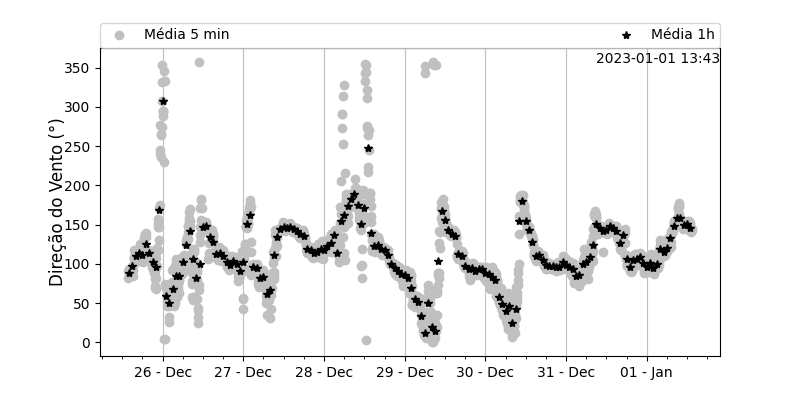 Média 5 min
Média 1h
2023-01-01 13:43
Direção do Vento (°)
350
300
250
200
150
100
50
0
26 - Dec
27 - Dec
28 - Dec
29 - Dec
30 - Dec
31 - Dec
01 - Jan